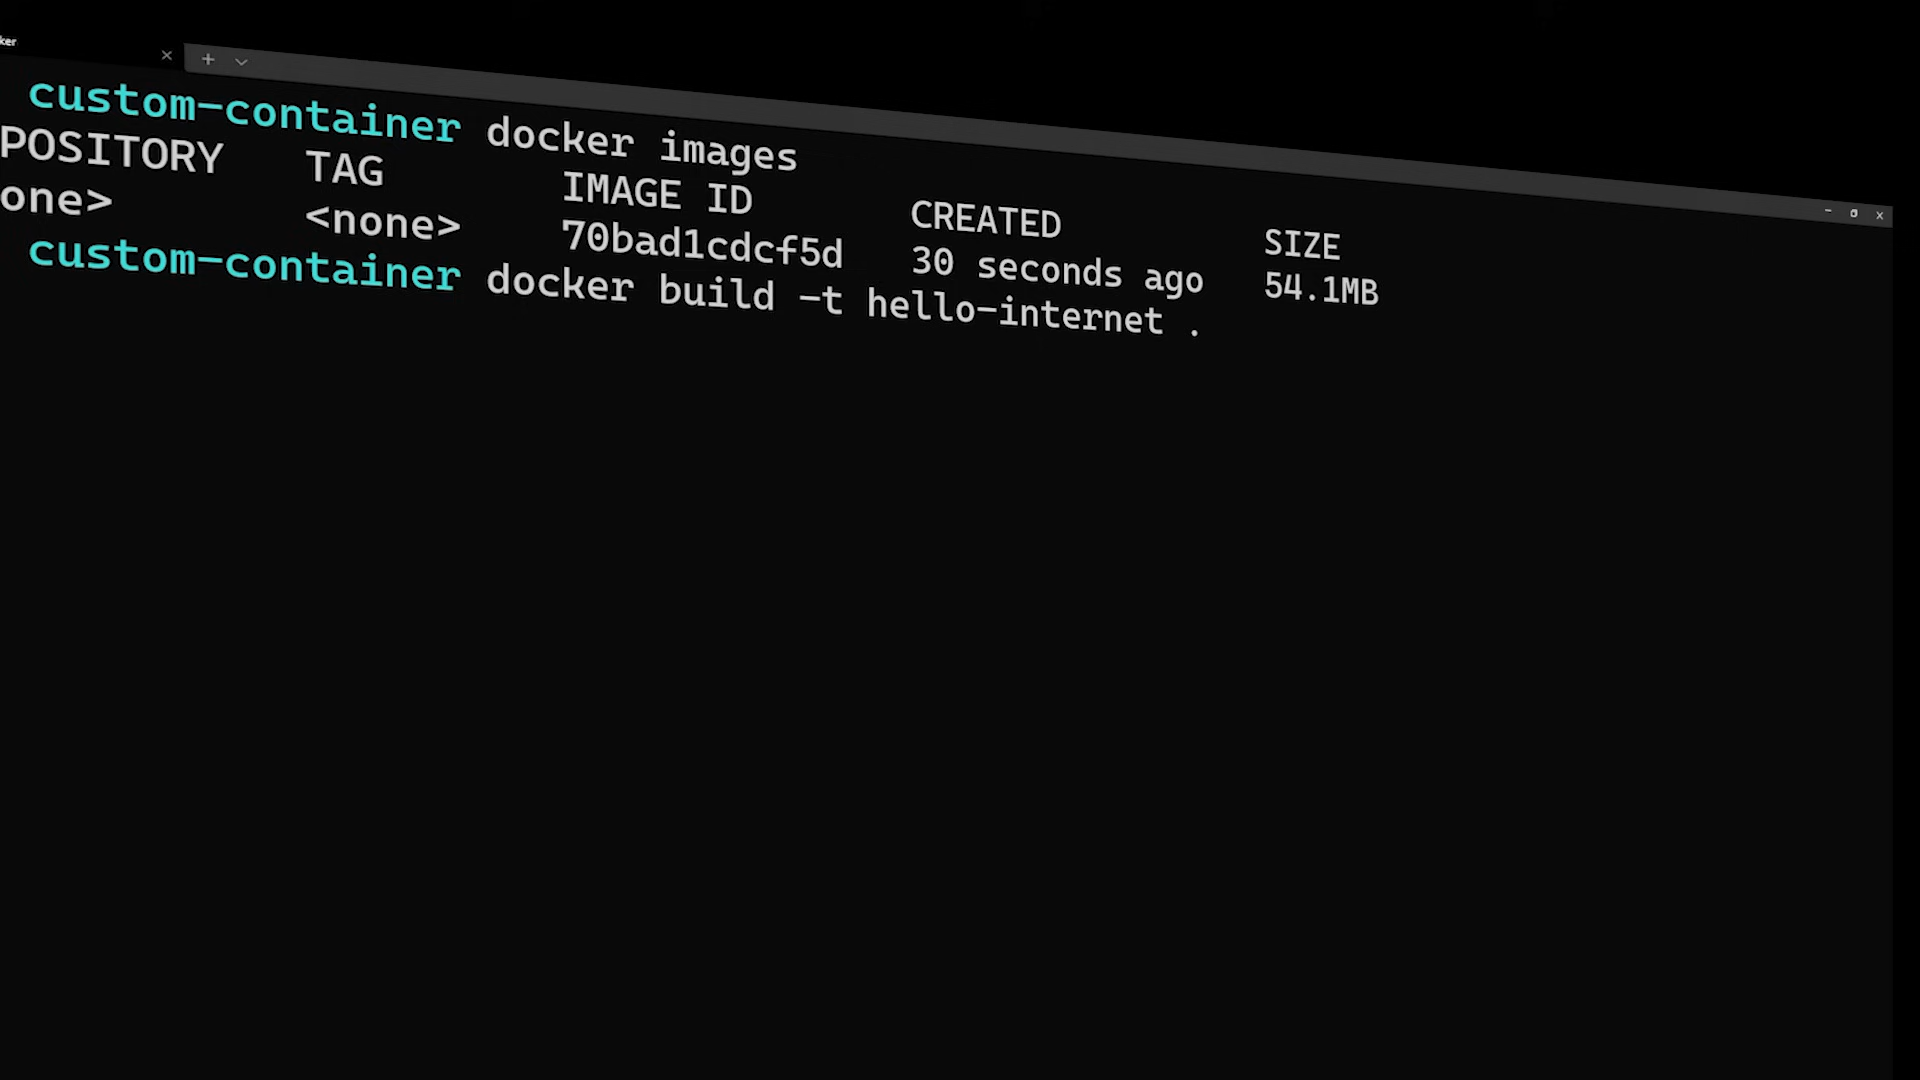 ker
custom-container docker images
POSITORY TAG IMAGE ID CREATED SIZE
one> <none> 70bad1cdcf5d 30 seconds ago 54.1MB
custom-container docker build -t hello-internet .